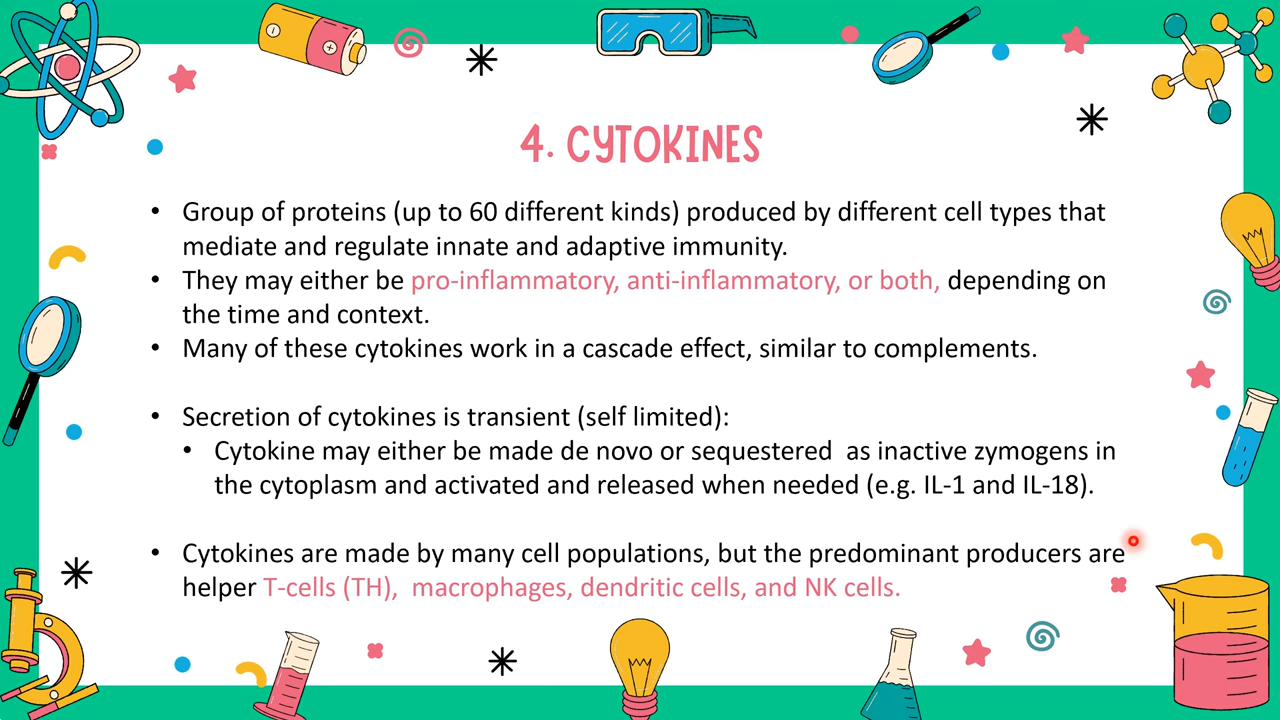 4. CYTOKINES
• Group of proteins (up to 60 different kinds) produced by different cell types that
mediate and regulate innate and adaptive immunity.
• They may either be pro-inflammatory, anti-inflammatory, or both, depending on
the time and context.
• Many of these cytokines work in a cascade effect, similar to complements.
• Secretion of cytokines is transient (self limited):
• Cytokine may either be made de novo or sequestered  as inactive zymogens in
the cytoplasm and activated and released when needed (e.g. IL-1 and IL-18).
• Cytokines are made by many cell populations, but the predominant producers are
helper T-cells (TH),  macrophages, dendritic cells, and NK cells.